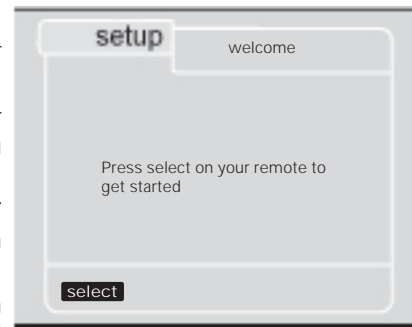 setup
welcome
Press select on your remote to
get started
select